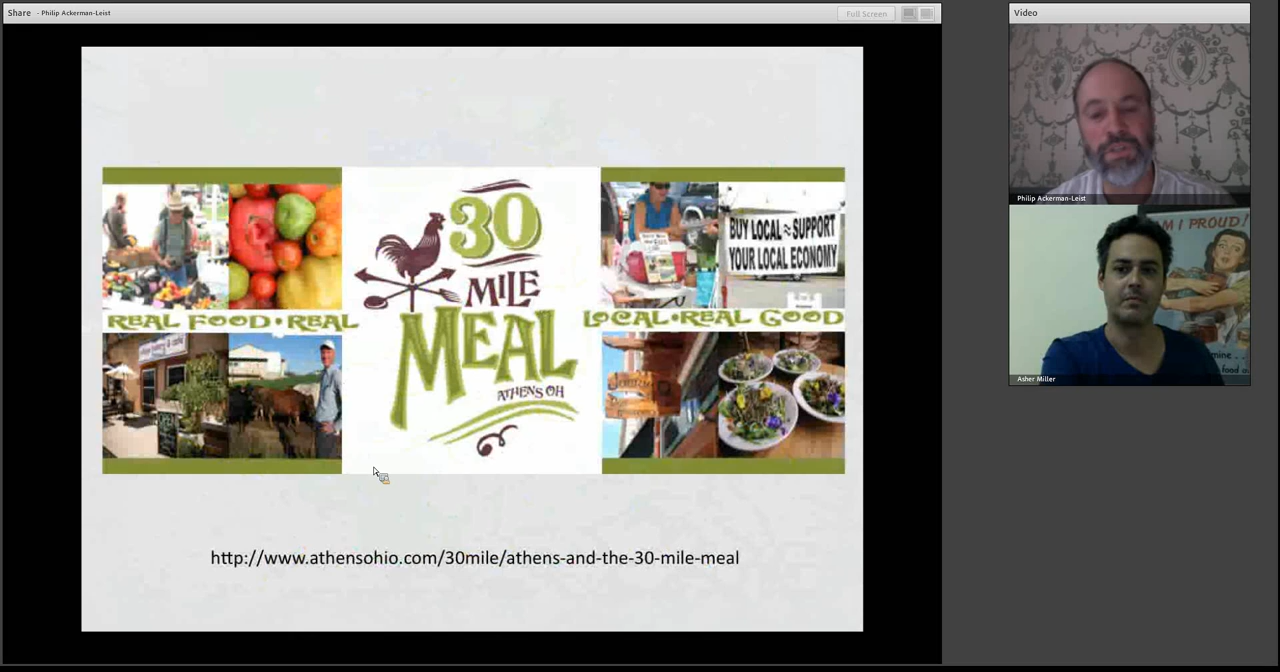 Share - Philip Ackerman-Leist
Full Screen
Video
30
MILE
MEAL
ATHENS OH
REAL FOOD • REAL
LOCAL • REAL GOOD
BUY LOCAL ≈ SUPPORT
YOUR LOCAL ECONOMY
http://www.athensohio.com/30mile/athens-and-the-30-mile-meal
Philip Ackerman-Leist
M I PROUD!
mine . .
food
Asher Miller